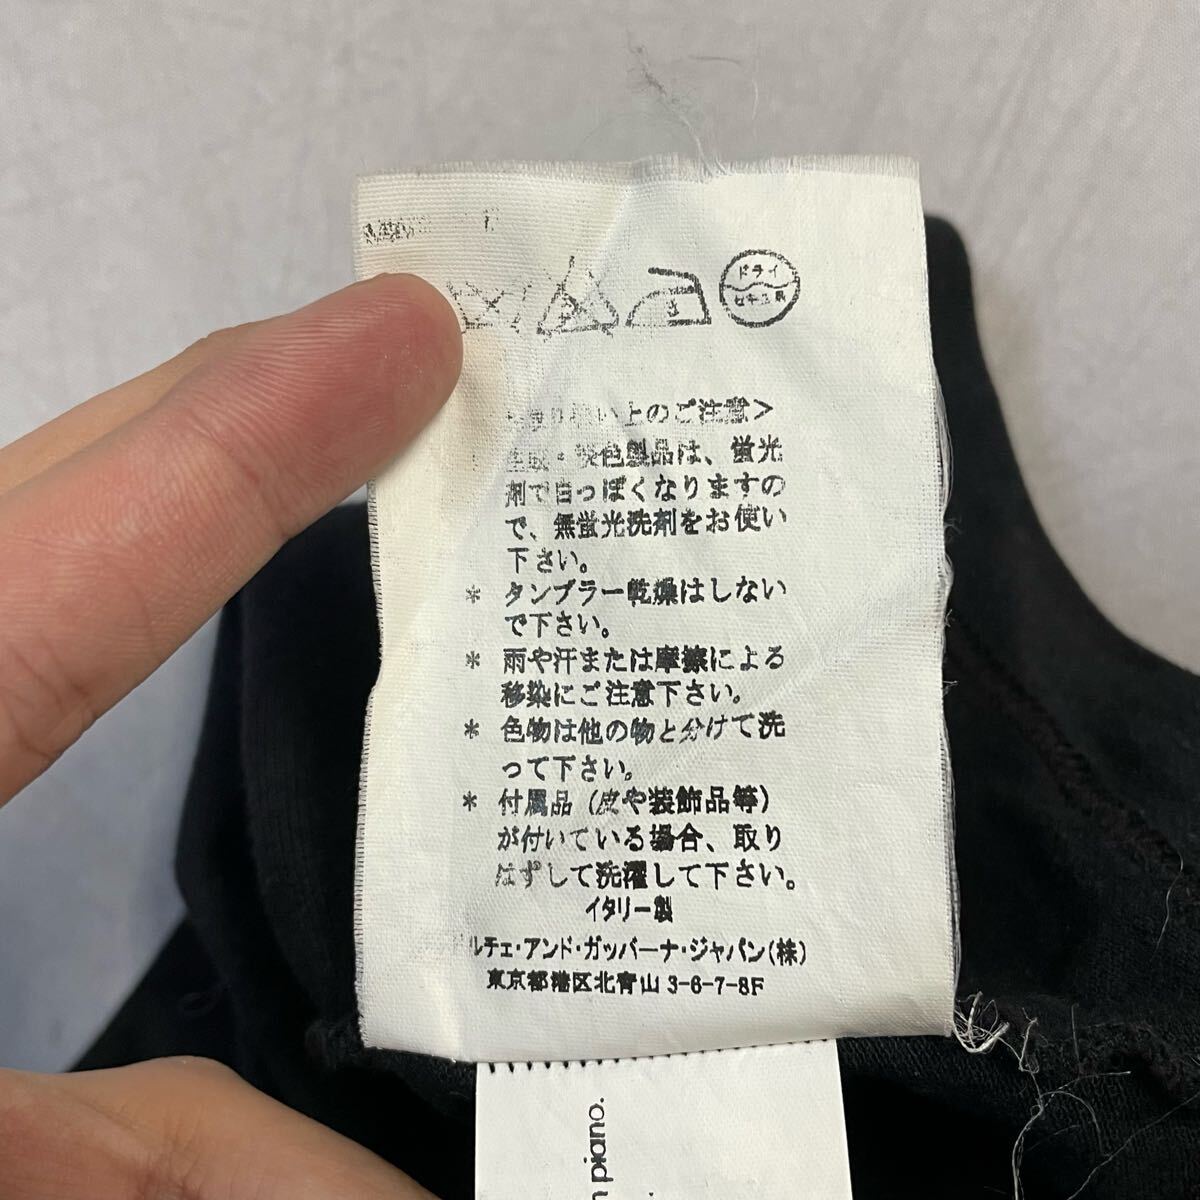 ドライ
セキユ系
い上のご注意>
色製品は、蛍光
剤で白っぽくなりますの
で、無蛍光洗剤をお使い
下さい。
* タンブラー乾燥はしない
で下さい。
* 雨や汗または摩擦による
移染にご注意下さい。
* 色物は他の物と分けて洗
って下さい。
* 付属品(皮や装飾品等)
が付いている場合、取り
はずして洗濯して下さい。
イタリー製
ルチェ・アンド・ガッバーナ・ジャパン(株)
東京都港区北青山 3-6-7-8F
piano.